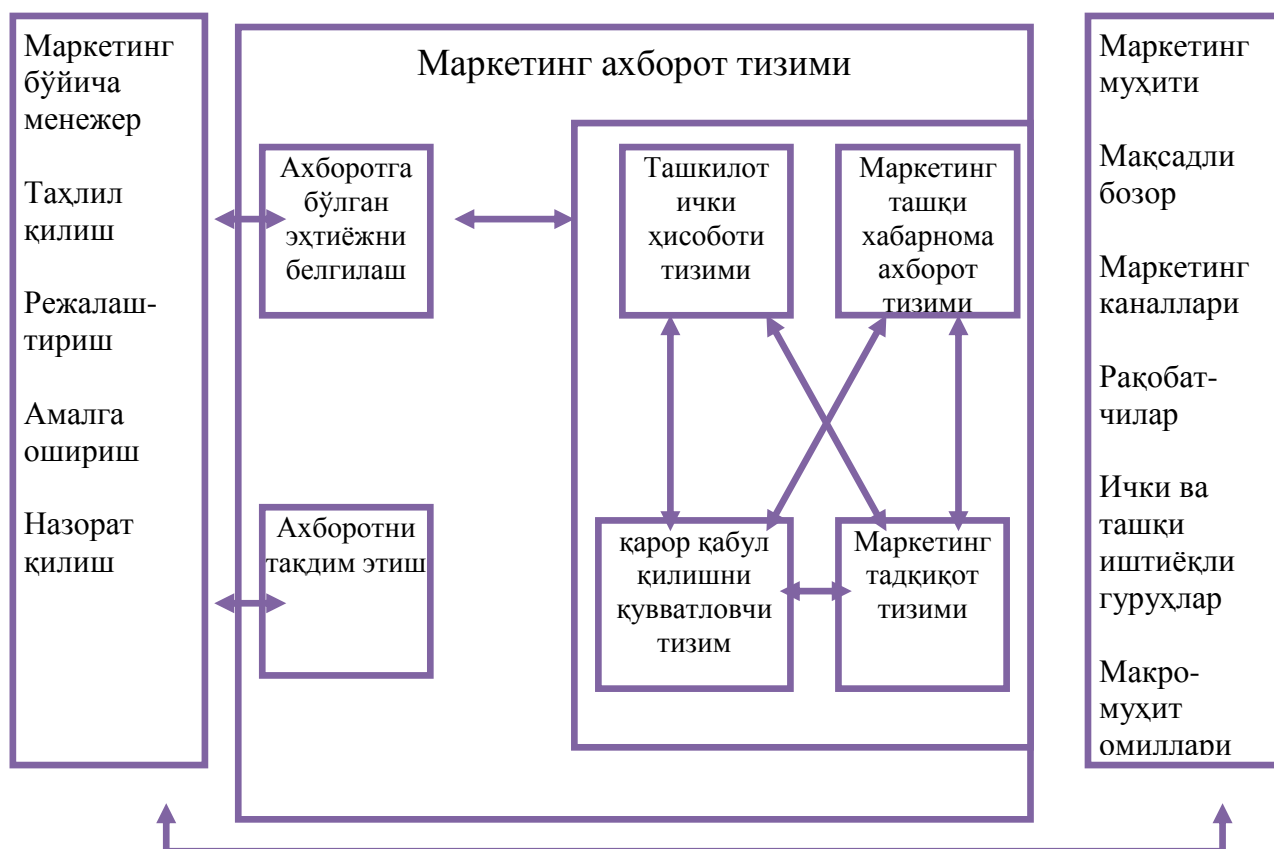 Маркетинг
бўйича
менежер
Таҳлил
қилиш
Режалаш-
тириш
Амалга
ошириш
Назорат
қилиш
Маркетинг ахборот тизими
Ахборотга
бўлган
эҳтиёжни
белгилаш
Ахборотни
тақдим этиш
Ташкилот
ички
ҳисоботи
тизими
Маркетинг
ташқи
хабарнома
ахборот
тизими
қарор қабул
қилишни
қувватловчи
тизим
Маркетинг
тадқиқот
тизими
Маркетинг
муҳити
Мақсадли
бозор
Маркетинг
каналлари
Рақобат-
чилар
Ички ва
ташқи
иштиёқли
гуруҳлар
Макро-
муҳит
омиллари